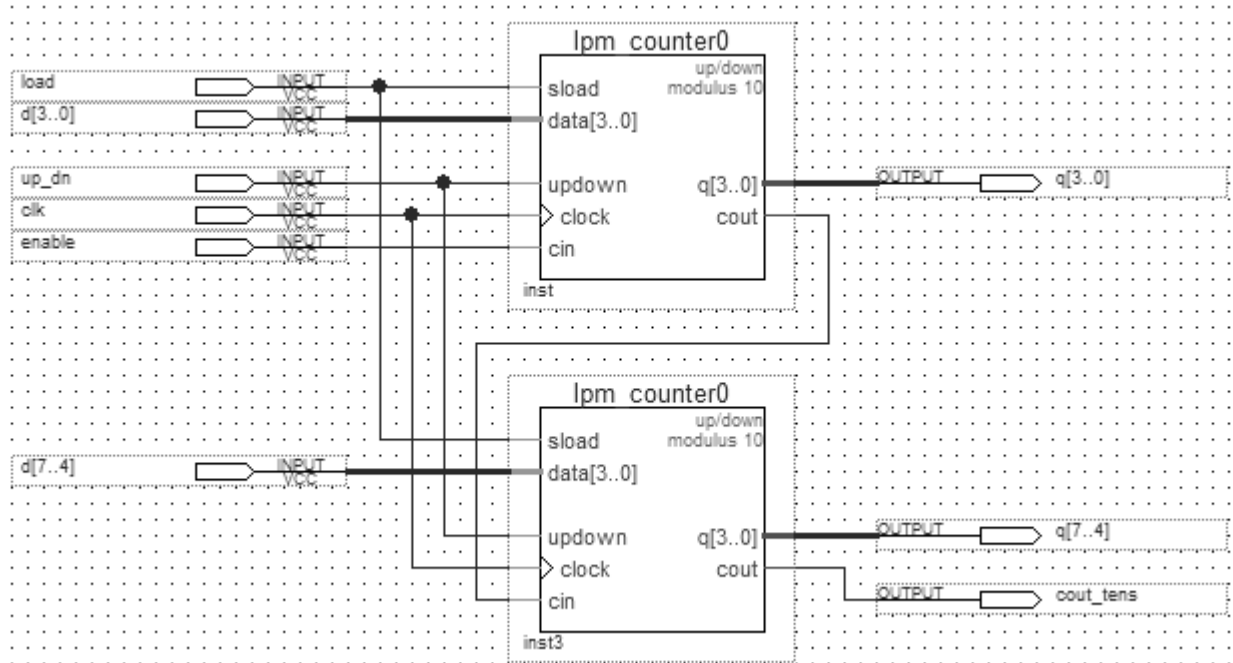 lpm_counter0
up/down
modulus 10
load INPUT VCC sload
d[3..0] INPUT VCC data[3..0]
up_dn INPUT VCC updown q[3..0] OUTPUT q[3..0]
clk INPUT VCC clock cout
enable INPUT VCC cin
inst
lpm_counter0
up/down
modulus 10
sload
d[7..4] INPUT VCC data[3..0]
updown q[3..0] OUTPUT q[7..4]
clock cout
cin OUTPUT cout_tens
inst3